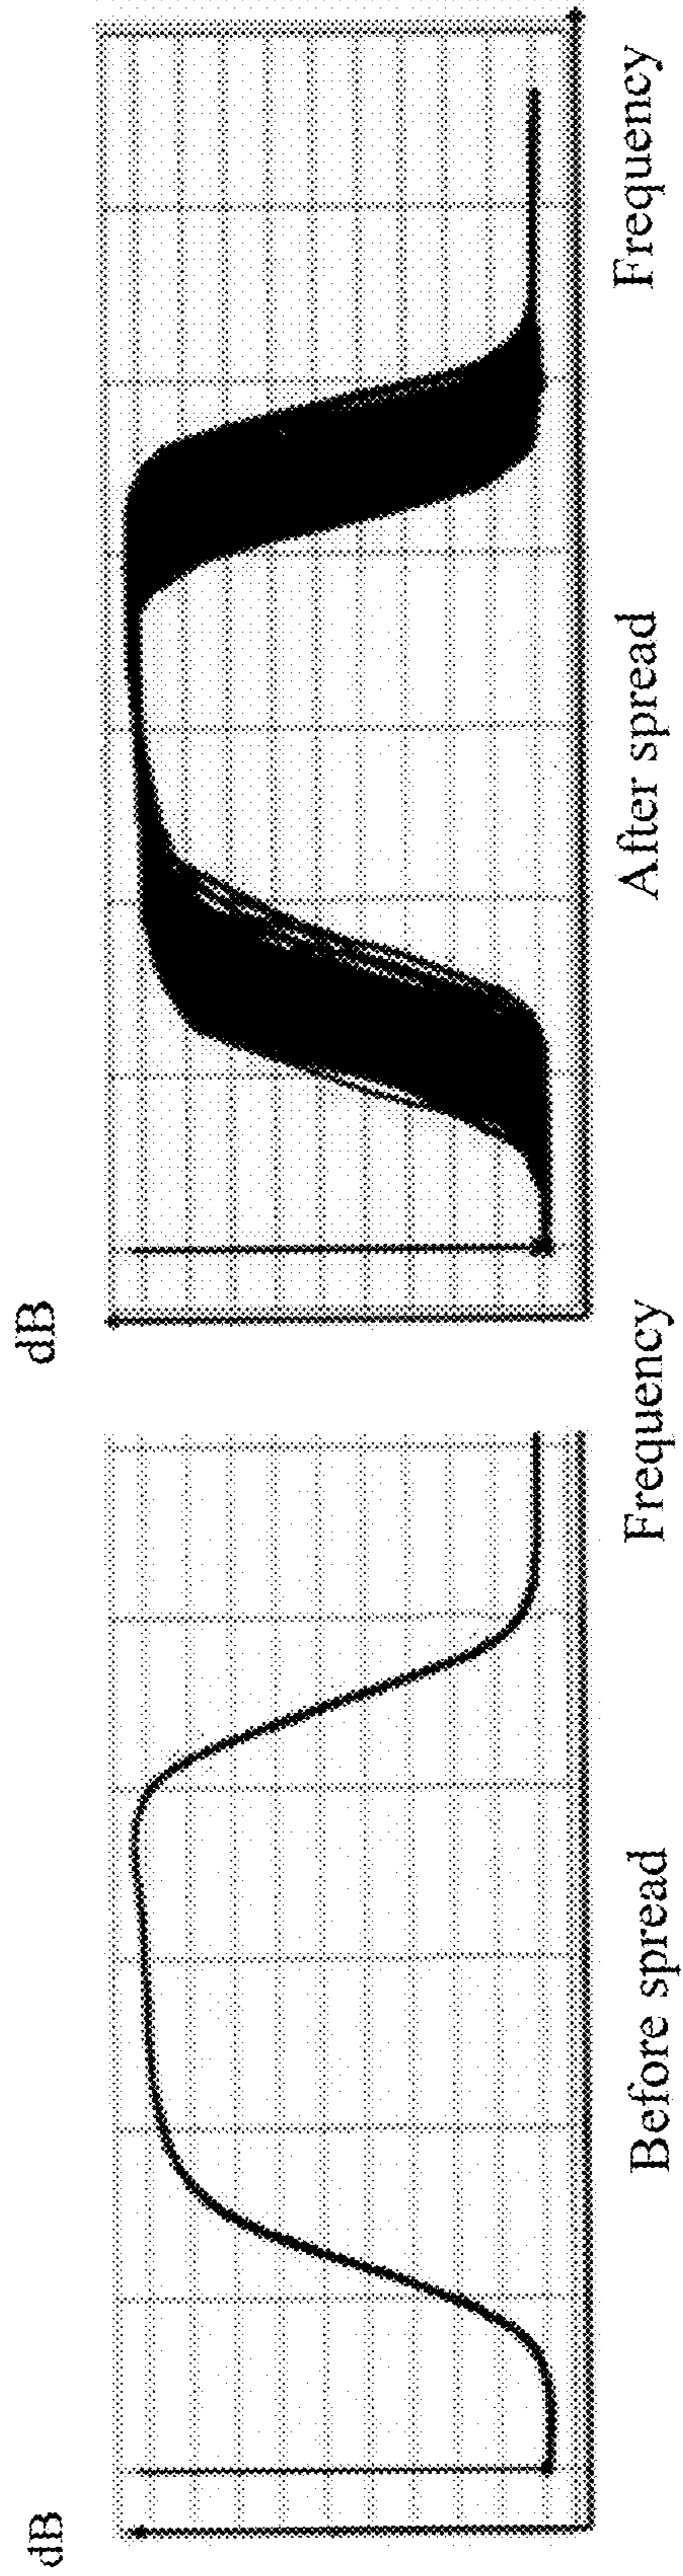 dB
Frequency
Before spread
dB
Frequency
After spread